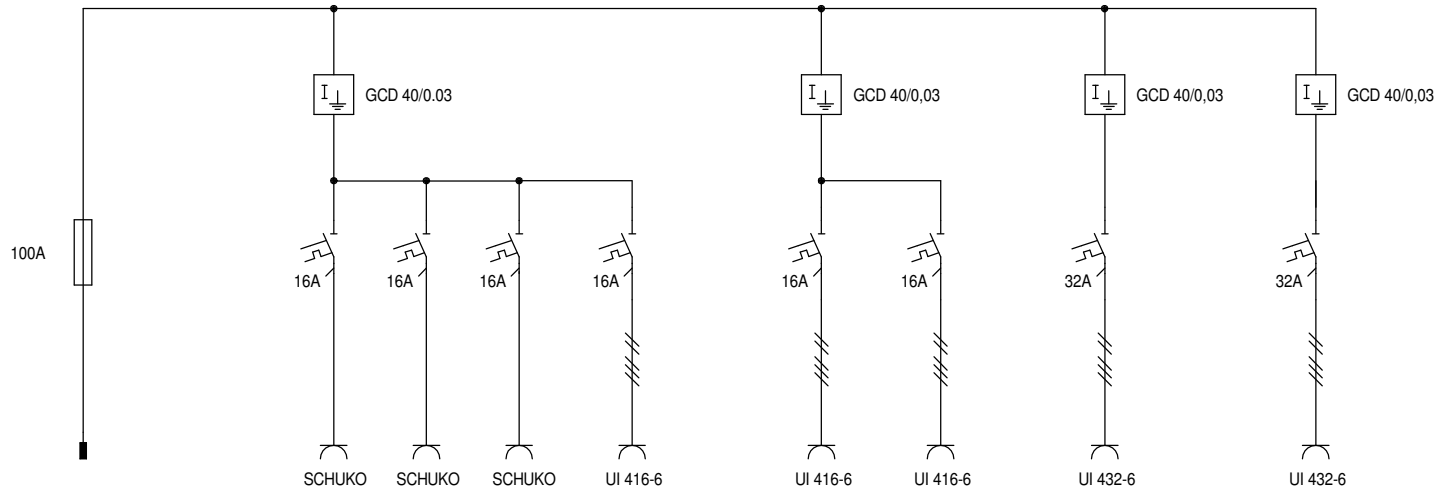 GCD 40/0.03
GCD 40/0,03
GCD 40/0,03
GCD 40/0,03
100A
16A
16A
16A
16A
16A
16A
32A
32A
SCHUKO
SCHUKO
SCHUKO
UI 416-6
UI 416-6
UI 416-6
UI 432-6
UI 432-6